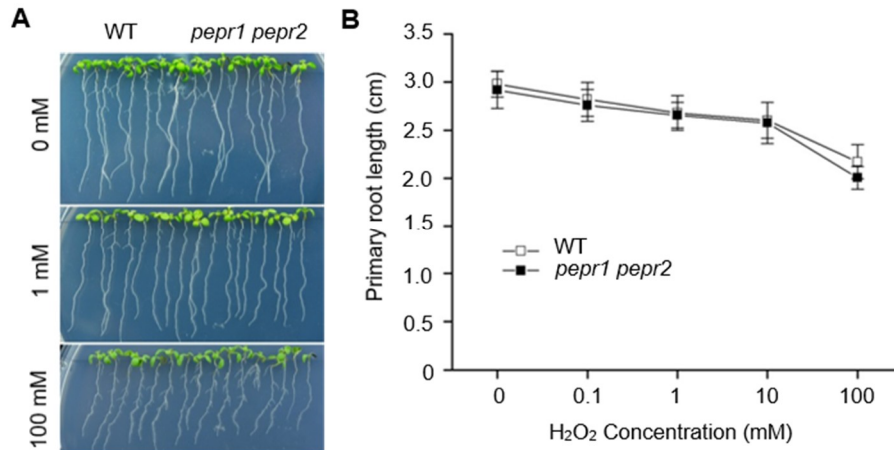 A
WT pepr1 pepr2
0 mM
1 mM
100 mM
B
Primary root length (cm)
3.5
3.0
2.5
2.0
1.5
1.0
0.5
0
WT
pepr1 pepr2
0 0.1 1 10 100
H₂O₂ Concentration (mM)